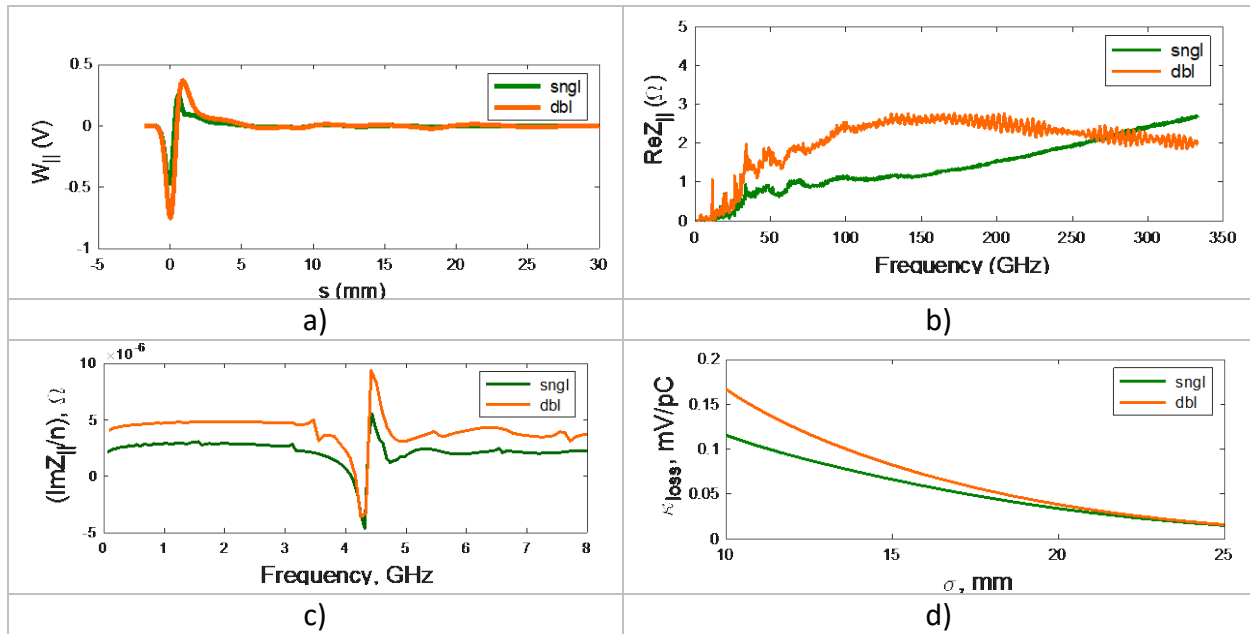 0.5
0
-0.5
-1
W|| (V)
sngl
dbl
-5 0 5 10 15 20 25 30
s (mm)
a)
5
4
3
2
1
0
ReZ|| (Ω)
sngl
dbl
0 50 100 150 200 250 300 350
Frequency (GHz)
b)
×10-6
10
5
0
-5
(ImZ||/n), Ω
sngl
dbl
0 1 2 3 4 5 6 7 8
Frequency, GHz
c)
0.2
0.15
0.1
0.05
0
κloss, mV/pC
sngl
dbl
10 15 20 25
σ, mm
d)